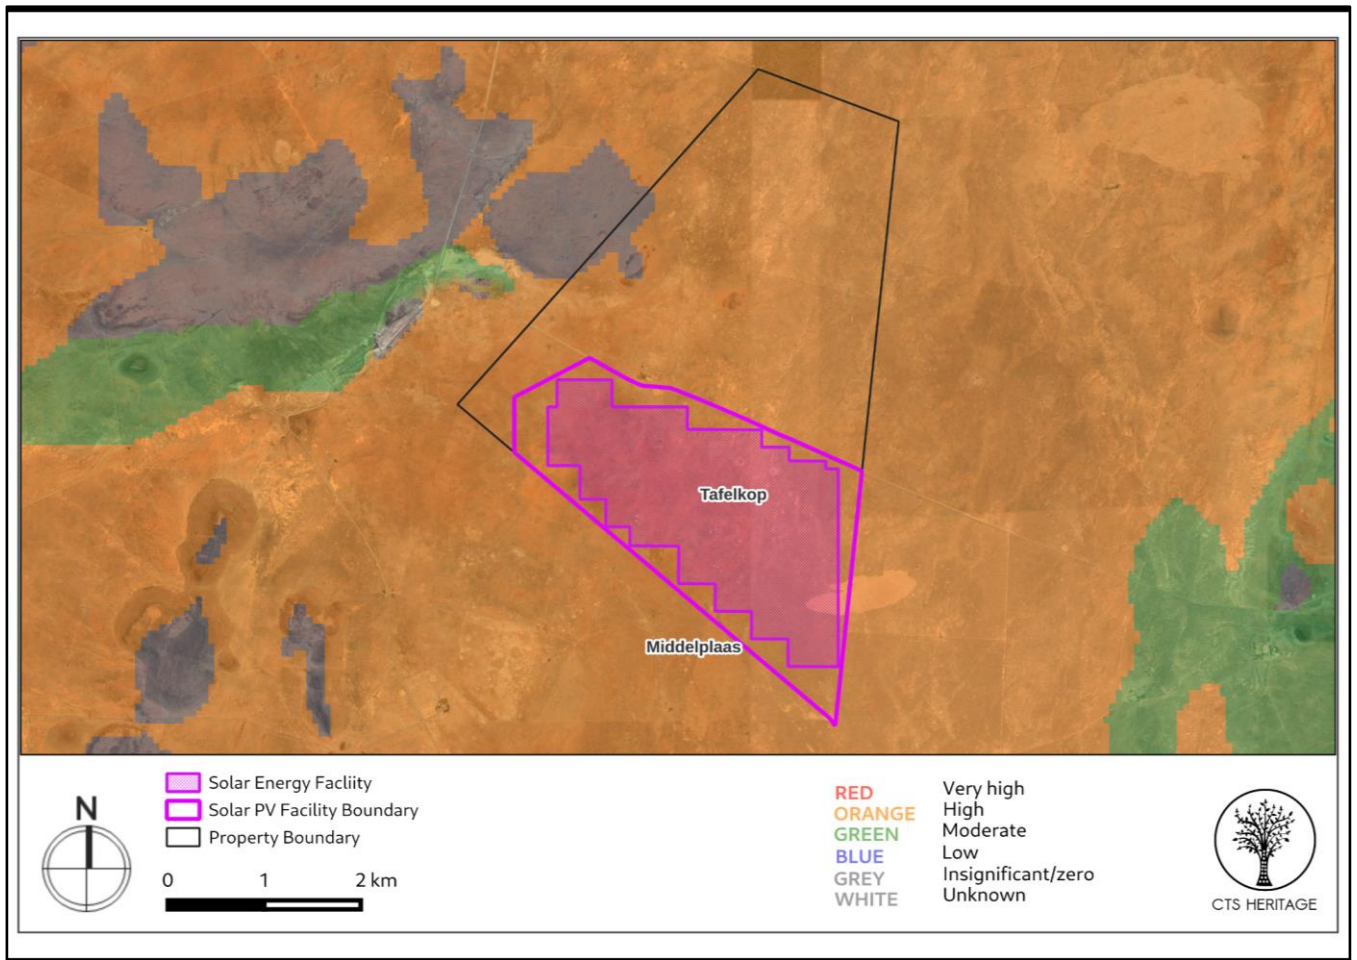 Tafelkop
Middelplaas
N
0 1 2 km
Solar Energy Facliity
Solar PV Facility Boundary
Property Boundary
RED Very high
ORANGE High
GREEN Moderate
BLUE Low
GREY Insignificant/zero
WHITE Unknown
CTS HERITAGE